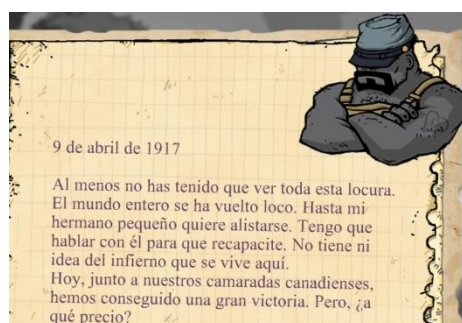 9 de abril de 1917
Al menos no has tenido que ver toda esta locura.
El mundo entero se ha vuelto loco. Hasta mi
hermano pequeño quiere alistarse. Tengo que
hablar con él para que recapacite. No tiene ni
idea del infierno que se vive aquí.
Hoy, junto a nuestros camaradas canadienses,
hemos conseguido una gran victoria. Pero, ¿a
qué precio?